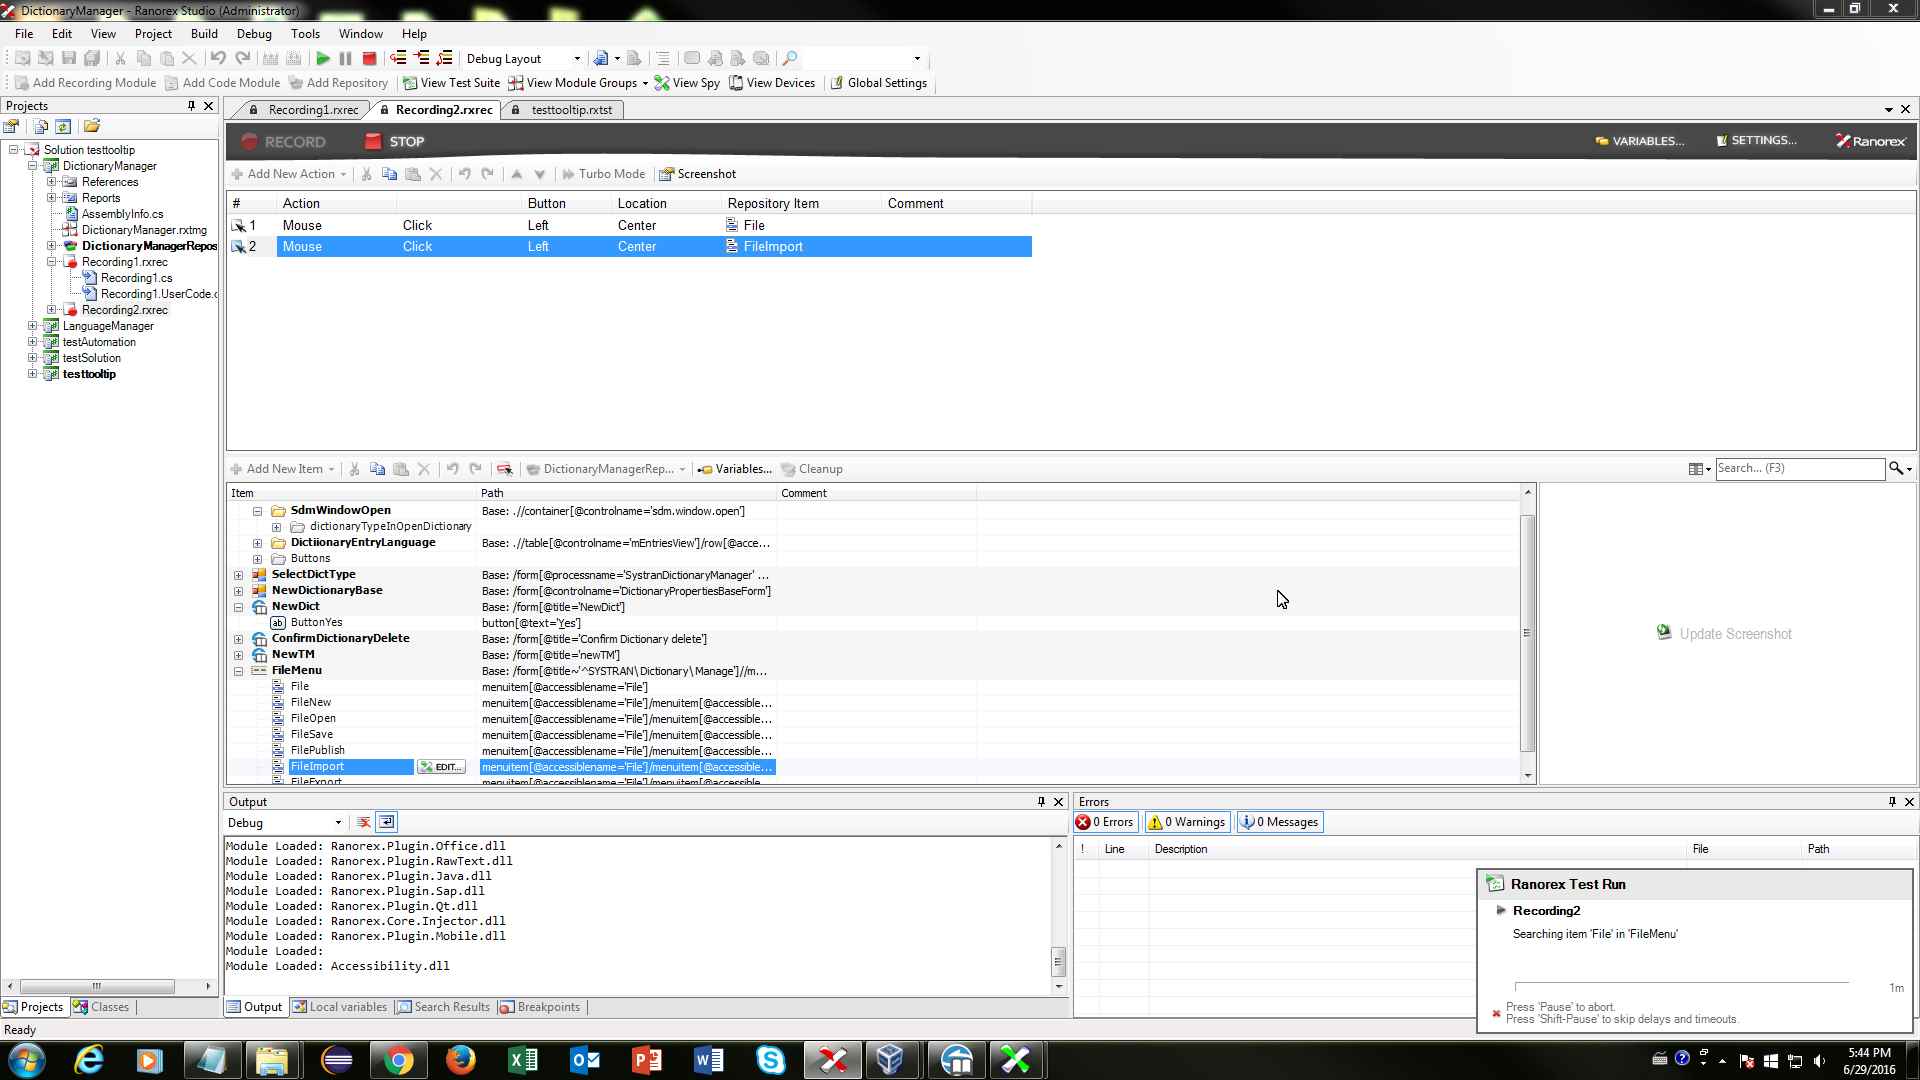 DictionaryManager - Ranorex Studio (Administrator)
File Edit View Project Build Debug Tools Window Help
Debug Layout
Add Recording Module Add Code Module Add Repository View Test Suite View Module Groups View Spy View Devices Global Settings
Projects
Recording1.rxrec Recording2.rxrec testtooltip.rxtst
Solution testtooltip
DictionaryManager
References
Reports
AssemblyInfo.cs
DictionaryManager.rxtmg
DictionaryManagerRepos
Recording1.rxrec
Recording1.cs
Recording1.UserCode.c
Recording2.rxrec
LanguageManager
testAutomation
testSolution
testtooltip
RECORD STOP VARIABLES... SETTINGS... Ranorex
Add New Action Turbo Mode Screenshot
# Action Button Location Repository Item Comment
1 Mouse Click Left Center File
2 Mouse Click Left Center FileImport
Add New Item DictionaryManagerRep... Variables... Cleanup Search... (F3)
Item Path Comment
SdmWindowOpen Base: .//container[@controlname='sdm.window.open']
dictionaryTypeInOpenDictionary
DictiionaryEntryLanguage Base: .//table[@controlname='mEntriesView']/row[@acce...
Buttons
SelectDictType Base: /form[@processname='SystranDictionaryManager' ...
NewDictionaryBase Base: /form[@controlname='DictionaryPropertiesBaseForm']
NewDict Base: /form[@title='NewDict']
ab ButtonYes button[@text='Yes']
ConfirmDictionaryDelete Base: /form[@title='Confirm Dictionary delete']
NewTM Base: /form[@title='newTM']
FileMenu Base: /form[@title~'^SYSTRAN\ Dictionary\ Manage']//m...
File menuitem[@accessiblename='File']
FileNew menuitem[@accessiblename='File']/menuitem[@accessible...
FileOpen menuitem[@accessiblename='File']/menuitem[@accessible...
FileSave menuitem[@accessiblename='File']/menuitem[@accessible...
FilePublish menuitem[@accessiblename='File']/menuitem[@accessible...
FileImport EDIT... menuitem[@accessiblename='File']/menuitem[@accessible...
FileExport menuitem[@accessiblename='File']/menuitem[@accessible
Update Screenshot
Output
Debug
Module Loaded: Ranorex.Plugin.Office.dll
Module Loaded: Ranorex.Plugin.RawText.dll
Module Loaded: Ranorex.Plugin.Java.dll
Module Loaded: Ranorex.Plugin.Sap.dll
Module Loaded: Ranorex.Plugin.Qt.dll
Module Loaded: Ranorex.Core.Injector.dll
Module Loaded: Ranorex.Plugin.Mobile.dll
Module Loaded:
Module Loaded: Accessibility.dll
Output Local variables Search Results Breakpoints
Errors
0 Errors 0 Warnings 0 Messages
! Line Description File Path
Ranorex Test Run
Recording2
Searching item 'File' in 'FileMenu'
1m
Press 'Pause' to abort.
Press 'Shift-Pause' to skip delays and timeouts.
Projects Classes
Ready
5:44 PM
6/29/2016